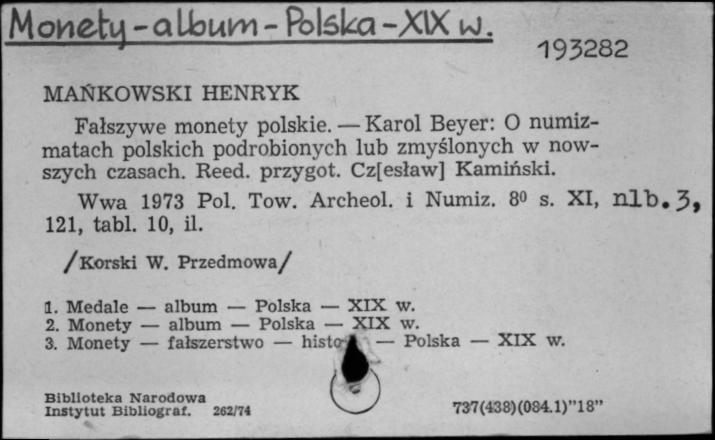 Monety - album - Polska - XIX w.
193282
MAŃKOWSKI HENRYK
Fałszywe monety polskie. — Karol Beyer: O numiz-
matach polskich podrobionych lub zmyślonych w now-
szych czasach. Reed. przygot. Cz[esław] Kamiński.
Wwa 1973 Pol. Tow. Archeol. i Numiz. 8⁰ s. XI, nlb. 3,
121, tabl. 10, il.
/Korski W. Przedmowa/
1. Medale — album — Polska — XIX w.
2. Monety — album — Polska — XIX w.
3. Monety — fałszerstwo — — Polska — XIX w.
Biblioteka Narodowa
Instytut Bibliograf. 262/74
737(438)(084.1)"18"